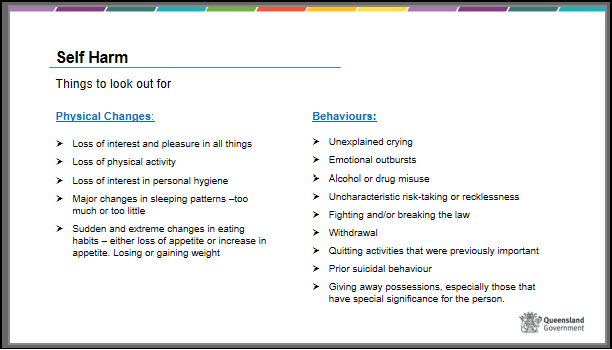 Self Harm
Things to look out for
Physical Changes:
➢ Loss of interest and pleasure in all things
➢ Loss of physical activity
➢ Loss of interest in personal hygiene
➢ Major changes in sleeping patterns –too
much or too little
➢ Sudden and extreme changes in eating
habits – either loss of appetite or increase in
appetite. Losing or gaining weight
Behaviours:
➢ Unexplained crying
➢ Emotional outbursts
➢ Alcohol or drug misuse
➢ Uncharacteristic risk-taking or recklessness
➢ Fighting and/or breaking the law
➢ Withdrawal
➢ Quitting activities that were previously important
➢ Prior suicidal behaviour
➢ Giving away possessions, especially those that
have special significance for the person.
Queensland
Government